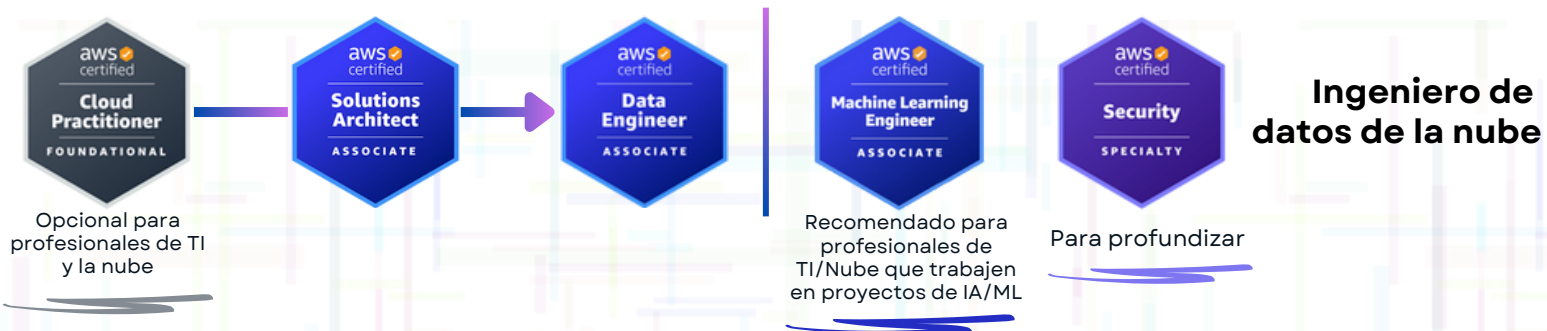 aws
certified
Cloud
Practitioner
FOUNDATIONAL
Opcional para
profesionales de TI
y la nube
aws
certified
Solutions
Architect
ASSOCIATE
aws
certified
Data
Engineer
ASSOCIATE
aws
certified
Machine Learning
Engineer
ASSOCIATE
Recomendado para
profesionales de
TI/Nube que trabajen
en proyectos de IA/ML
aws
certified
Security
SPECIALTY
Para profundizar
Ingeniero de
datos de la nube